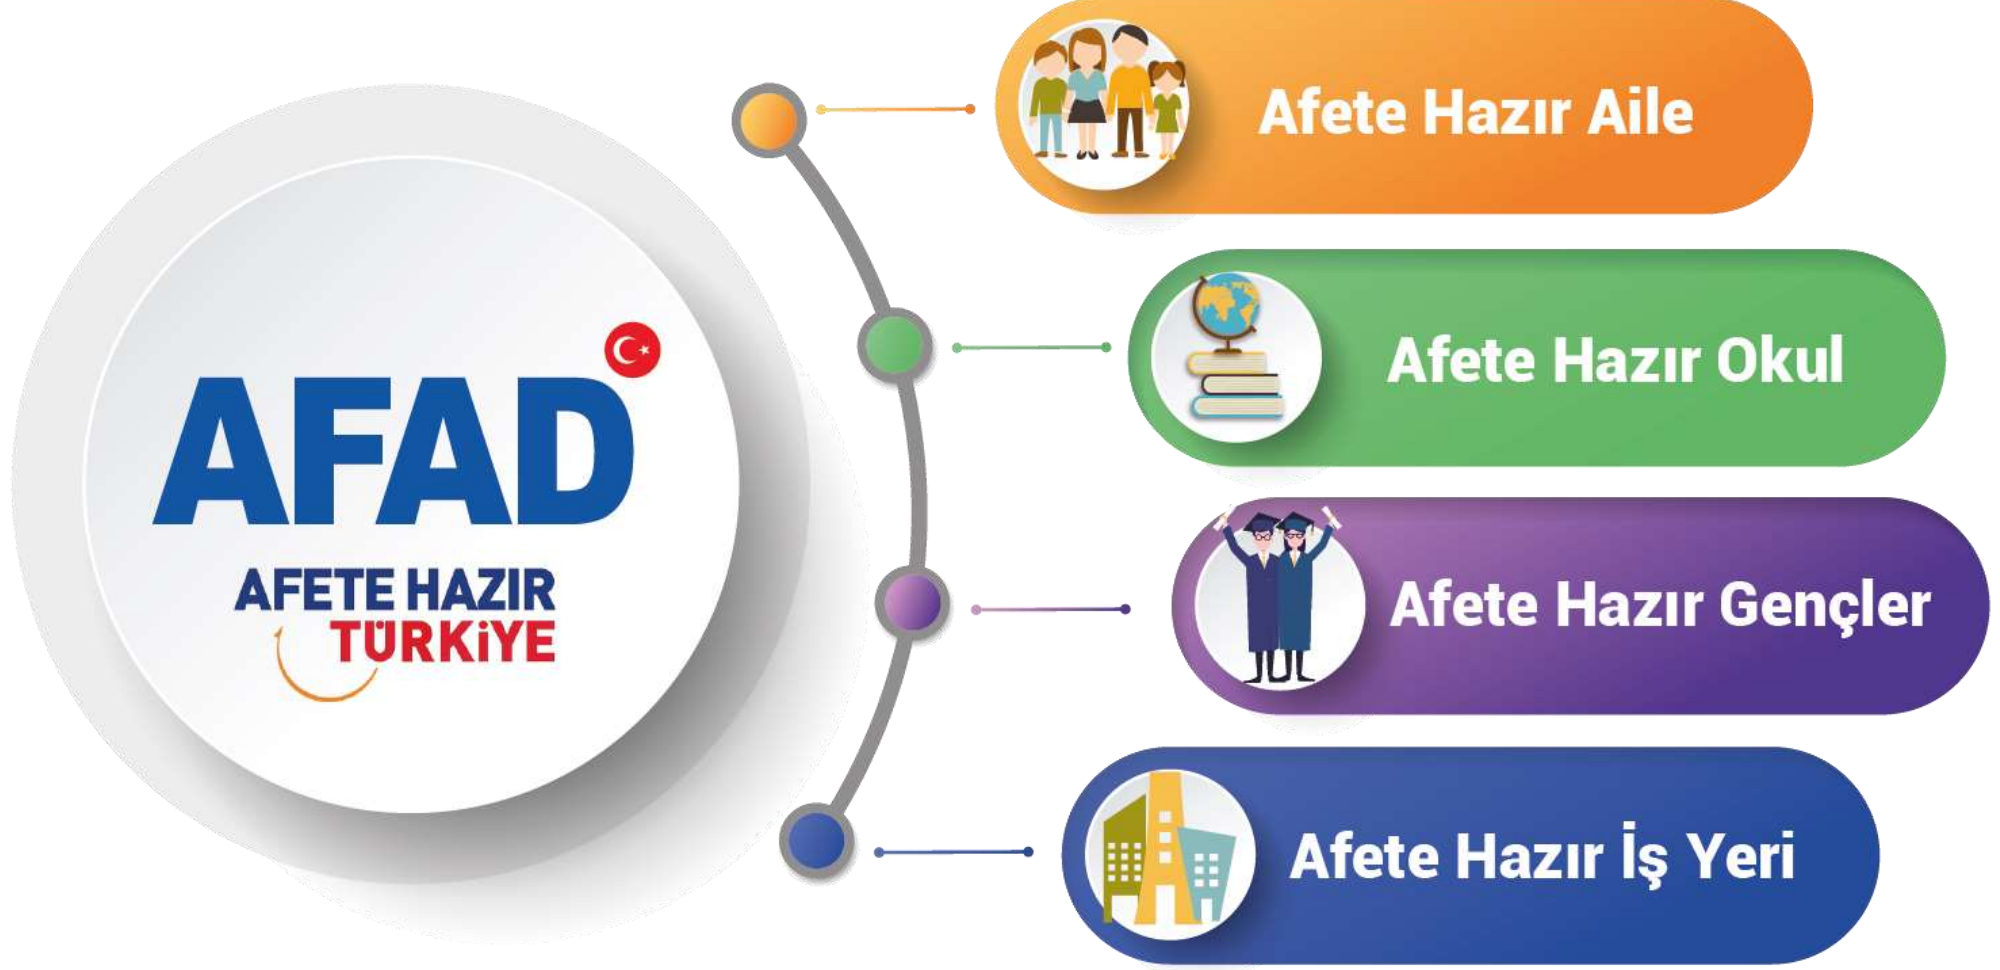 AFAD
AFETE HAZIR
TÜRKİYE
Afete Hazır Aile
Afete Hazır Okul
Afete Hazır Gençler
Afete Hazır İş Yeri